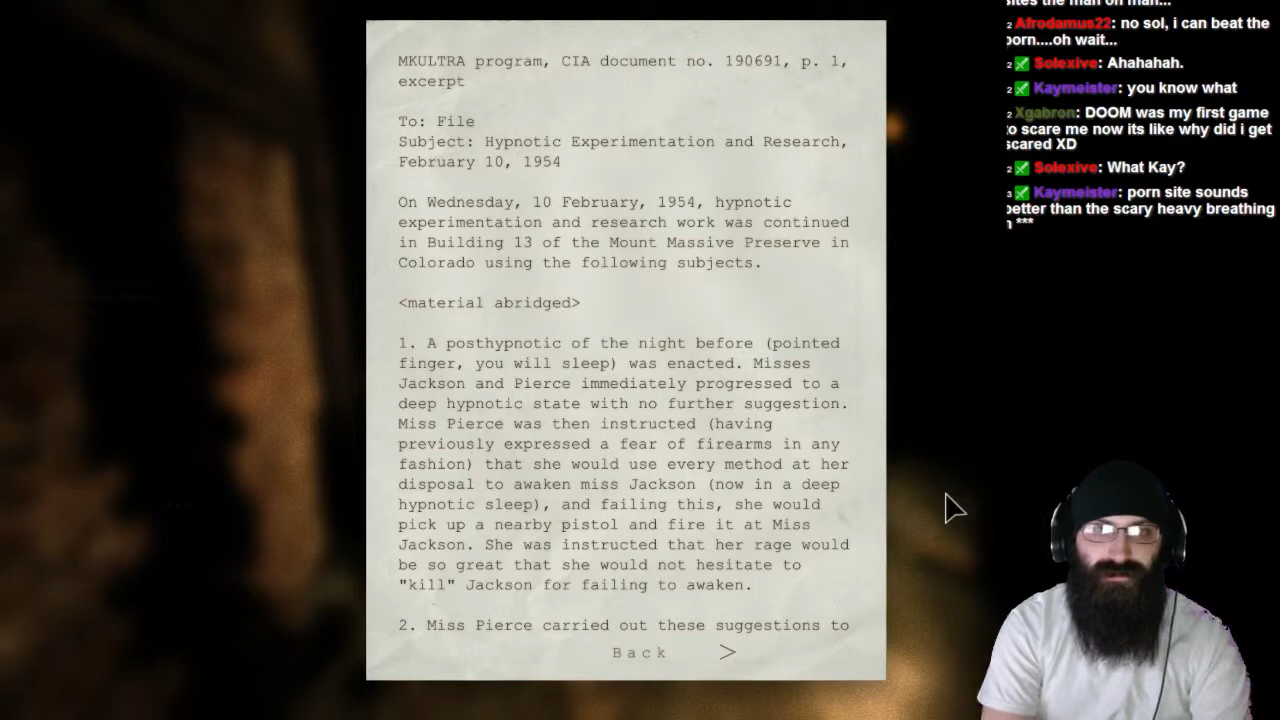 MKULTRA program, CIA document no. 190691, p. 1,
excerpt
To: File
Subject: Hypnotic Experimentation and Research,
February 10, 1954
On Wednesday, 10 February, 1954, hypnotic
experimentation and research work was continued
in Building 13 of the Mount Massive Preserve in
Colorado using the following subjects.
<material abridged>
1. A posthypnotic of the night before (pointed
finger, you will sleep) was enacted. Misses
Jackson and Pierce immediately progressed to a
deep hypnotic state with no further suggestion.
Miss Pierce was then instructed (having
previously expressed a fear of firearms in any
fashion) that she would use every method at her
disposal to awaken miss Jackson (now in a deep
hypnotic sleep), and failing this, she would
pick up a nearby pistol and fire it at Miss
Jackson. She was instructed that her rage would
be so great that she would not hesitate to
"kill" Jackson for failing to awaken.
2. Miss Pierce carried out these suggestions to
Back >
the man on man...
2 Afrodamus22: no sol, i can beat the
porn....oh wait...
2 Solexive: Ahahahah.
2 Kaymeister: you know what
Xgabron: DOOM was my first game
to scare me now its like why did i get
scared XD
2 Solexive: What Kay?
3 Kaymeister: porn site sounds
better than the scary heavy breathing
***